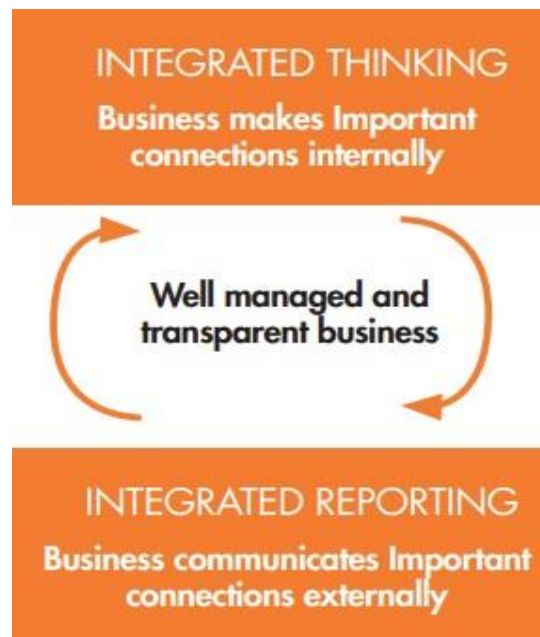 INTEGRATED THINKING
Business makes Important
connections internally
Well managed and
transparent business
INTEGRATED REPORTING
Business communicates Important
connections externally